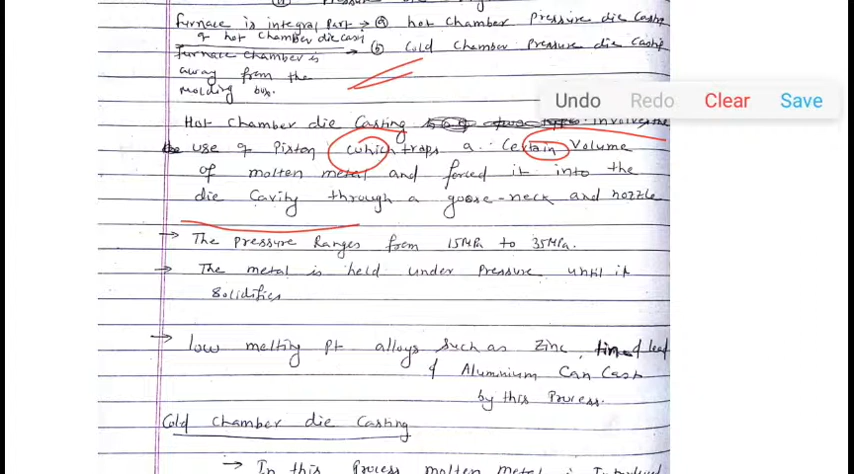 furnace is integral part → (a) hot chamber Pressure die Casting
of hot chamber die casti
furnace chamber is → (b) Cold Chamber Pressure die Casting
away from the
molding box.
Undo Redo Clear Save
Hot Chamber die Casting involves the
use of Piston which traps a Certain Volume
of molten metal and forced it into the
die Cavity through a goose-neck and nozzle
→ The pressure Ranges from 15MPa to 35MPa.
→ The metal is held under Pressure until it
Solidifies
→ low melting pt alloys such as Zinc, tin & lead
& Aluminium Can Cast
by this Process.
Cold chamber die Casting
→ In this Process molten metal is